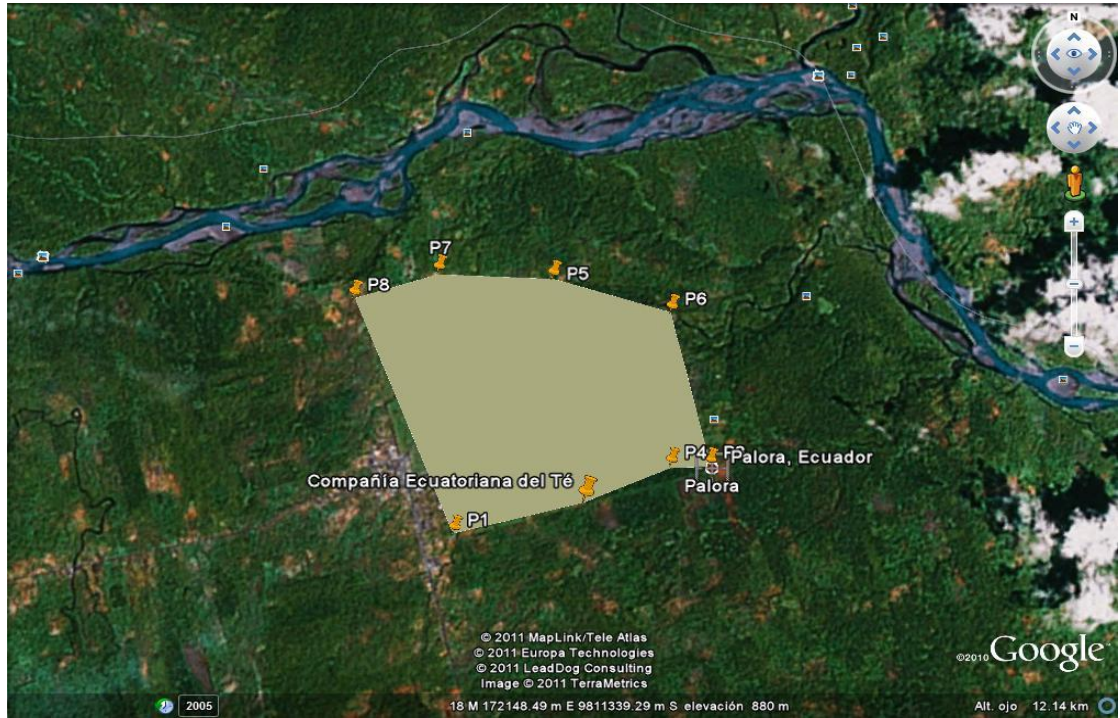 N
P7
P5
P8
P6
P4
Palora, Ecuador
Compañía Ecuatoriana del Té
Palora
P1
© 2011 MapLink/Tele Atlas
© 2011 Europa Technologies
© 2011 LeadDog Consulting
Image © 2011 TerraMetrics
©2010 Google
2005
18 M 172148.49 m E 9811339.29 m S elevación 880 m
Alt. ojo 12.14 km